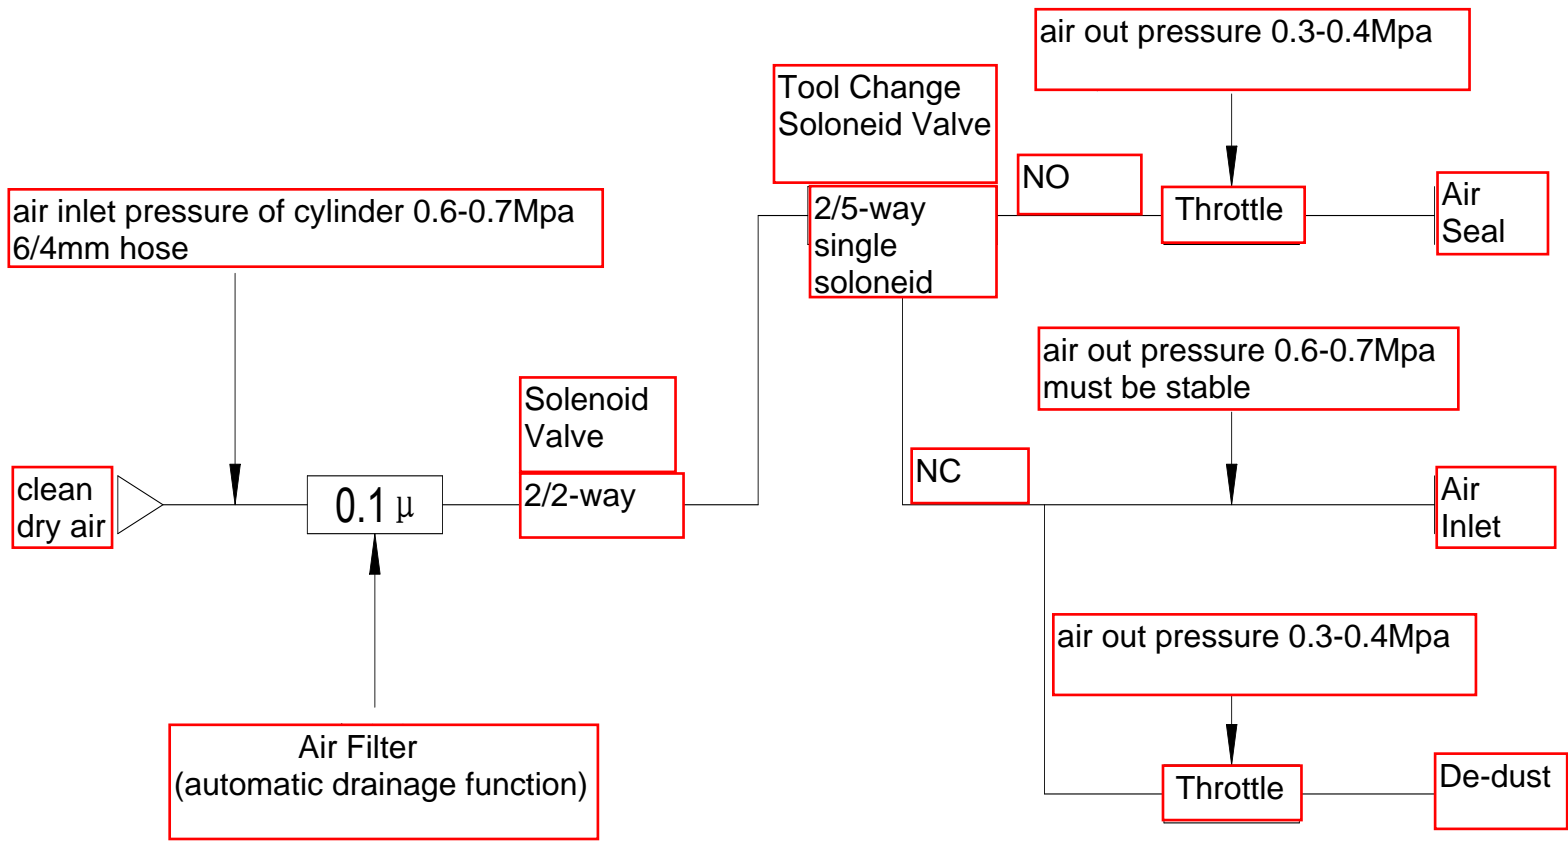 air out pressure 0.3-0.4Mpa
Tool Change
Soloneid Valve
NO
air inlet pressure of cylinder 0.6-0.7Mpa
6/4mm hose
2/5-way
single
soloneid
Throttle
Air
Seal
air out pressure 0.6-0.7Mpa
must be stable
Solenoid
Valve
NC
clean
dry air
0.1 μ
2/2-way
Air
Inlet
air out pressure 0.3-0.4Mpa
Air Filter
(automatic drainage function)
Throttle
De-dust